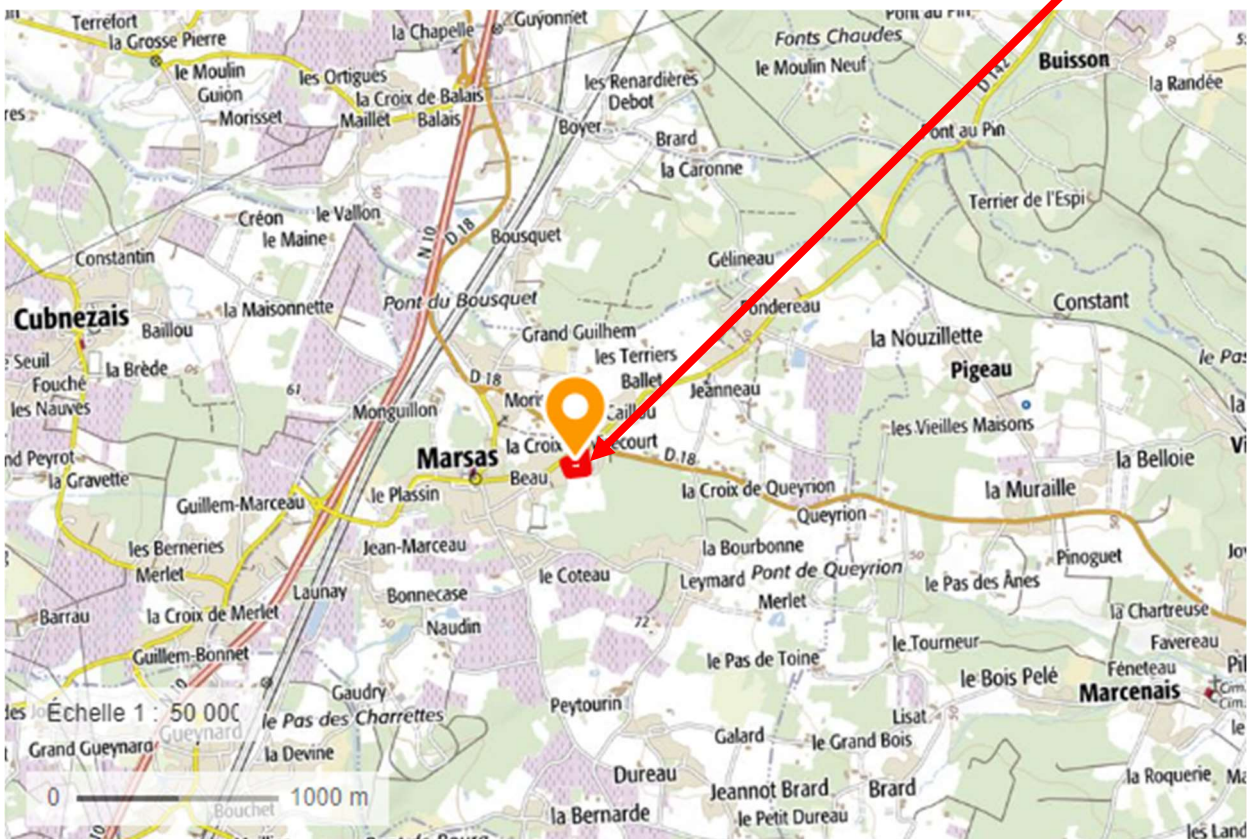 Terrefort
la Grosse Pierre
la Chapelle
Guyonnet
Pont au Pin
Fonts Chaudes
le Moulin Neuf
Buisson
la Randée
D 142
le Moulin
Guion
Morisset
les Ortigues
la Croix de Balais
Maillet
Balais
les Renardières
Debot
Boyer
Brard
la Caronne
Pont au Pin
Terrier de l'Espi
50
Créon
le Vallon
le Maine
N 10
D 18
Bousquet
Constantin
Gélineau
Cubnezais
Baillou
la Maisonnette
Pont du Bousquet
Fondereau
Constant
Grand Guilhem
la Nouzillette
Seuil
la Brède
Fouché
les Nauves
61
les Terriers
Ballet
Jeanneau
Pigeau
D 18
Monguillon
Caillou
les Vieilles Maisons
la Croix
D 18
Marsas
Beau
nd Peyrot
la Gravette
la Belloie
Guillem-Marceau
le Plassin
la Croix de Queyrion
la Muraille
Queyrion
les Berneries
Merlet
Jean-Marceau
la Bourbonne
Pinoguet
le Coteau
Leymard
Pont de Queyrion
le Pas des Ânes
Launay
Bonnecase
Merlet
Barrau
la Croix de Merlet
72
la Chartreuse
Naudin
Guillem-Bonnet
le Tourneur
Favereau
le Pas de Toine
Féneteau
le Bois Pelé
Marcenais
Cim.
Cim.
Gaudry
Peytourin
Échelle 1 : 50 000
le Pas des Charrettes
Lisat
Gueynard
Grand Gueynard
la Devine
Galard
le Grand Bois
Dureau
la Roquerie
0
1000 m
Jeannot Brard
Brard
Bouchet
la Bernarde
le Petit Dureau
les Land